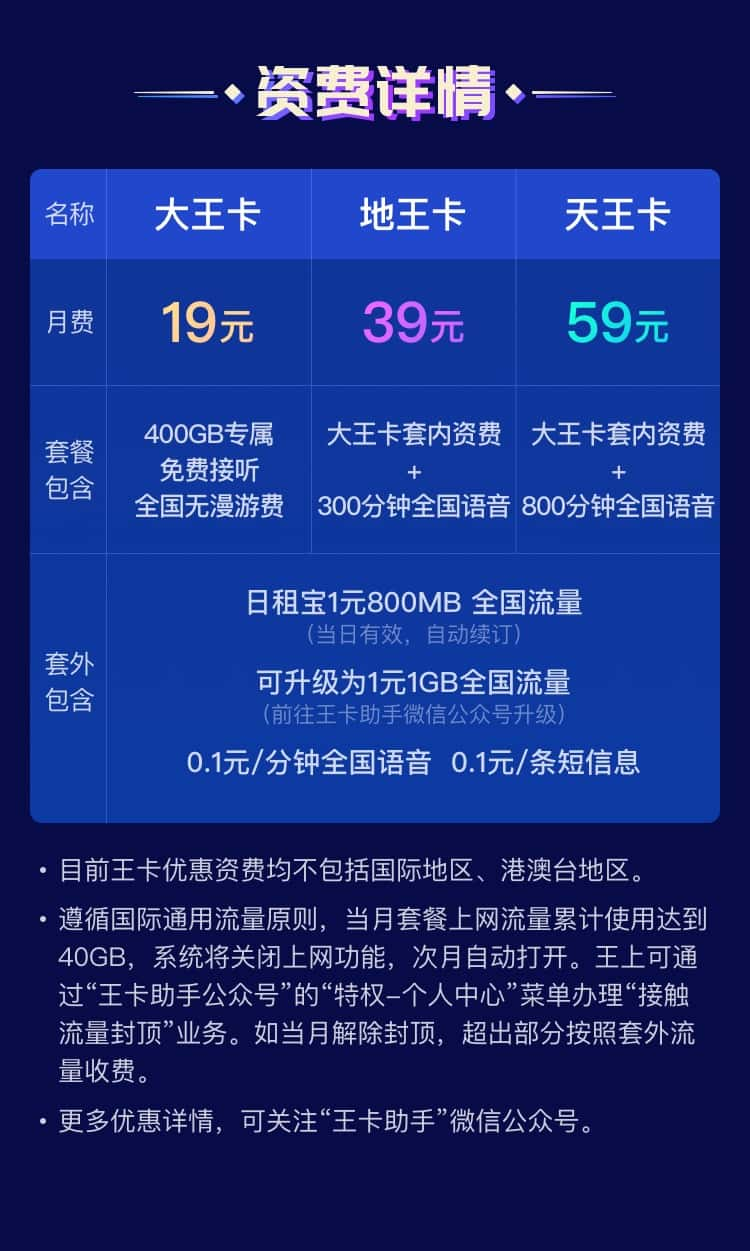 资费详情
名称 大王卡 地王卡 天王卡
月费 19元 39元 59元
套餐
包含
400GB专属
免费接听
全国无漫游费
大王卡套内资费
+
300分钟全国语音
大王卡套内资费
+
800分钟全国语音
套外
包含
日租宝1元800MB 全国流量
（当日有效，自动续订）
可升级为1元1GB全国流量
（前往王卡助手微信公众号升级）
0.1元/分钟全国语音 0.1元/条短信息
• 目前王卡优惠资费均不包括国际地区、港澳台地区。
• 遵循国际通用流量原则，当月套餐上网流量累计使用达到
40GB，系统将关闭上网功能，次月自动打开。王上可通
过“王卡助手公众号”的“特权–个人中心”菜单办理“接触
流量封顶”业务。如当月解除封顶，超出部分按照套外流
量收费。
• 更多优惠详情，可关注“王卡助手”微信公众号。